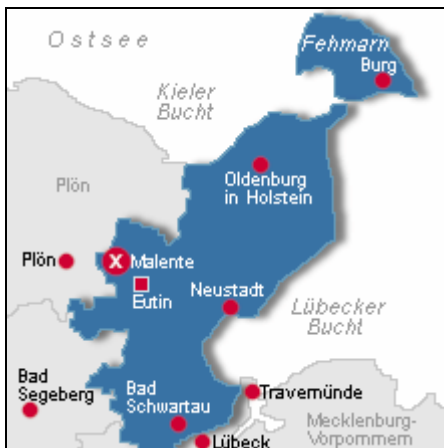 Ostsee
Fehmarn
Burg
Kieler
Bucht
Oldenburg
in Holstein
Plön
Plön
X
Malente
Eutin
Neustadt
Lübecker
Bucht
Bad
Segeberg
Bad
Schwartau
Travemünde
Lübeck
Mecklenburg-
Vorpommern